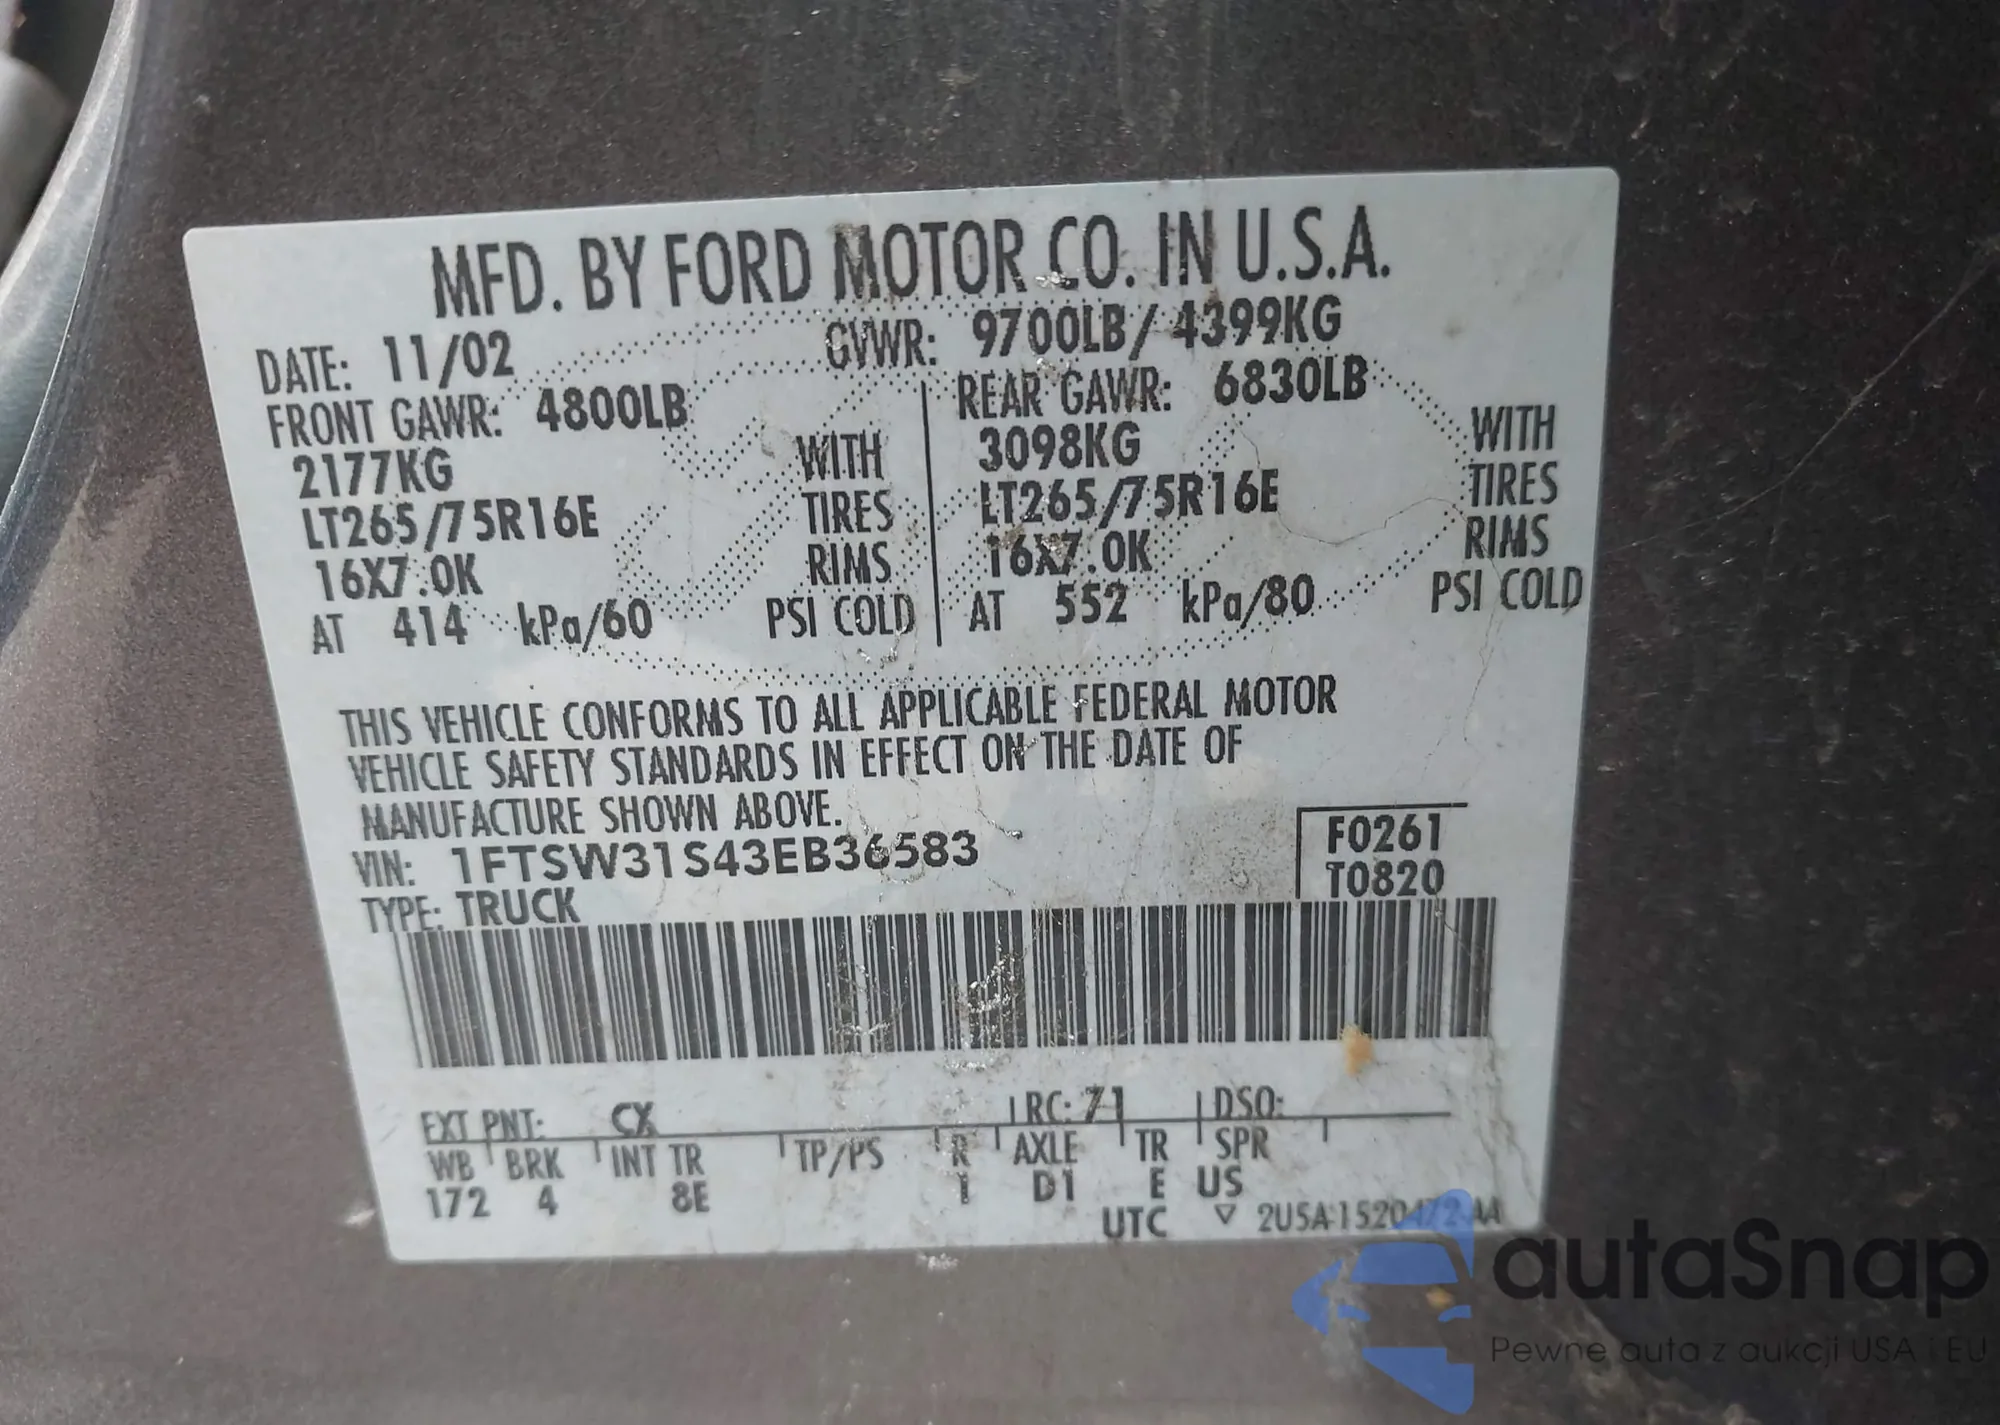 MFD. BY FORD MOTOR CO. IN U.S.A.
DATE: 11/02 GVWR: 9700LB/ 4399KG
FRONT GAWR: 4800LB REAR GAWR: 6830LB
2177KG WITH 3098KG WITH
LT265/75R16E TIRES LT265/75R16E TIRES
16X7.0K RIMS 16X7.0K RIMS
AT 414 kPa/60 PSI COLD AT 552 kPa/80 PSI COLD
THIS VEHICLE CONFORMS TO ALL APPLICABLE FEDERAL MOTOR
VEHICLE SAFETY STANDARDS IN EFFECT ON THE DATE OF
MANUFACTURE SHOWN ABOVE.
VIN: 1FTSW31S43EB36583 F0261
TYPE: TRUCK T0820
EXT PNT: CX RC: 71 DSO:
WB BRK INT TR TP/PS R AXLE TR SPR
172 4 8E 1 D1 E US
UTC ▽ 2U5A-1520472-AA
autaSnap
Pewne auta z aukcji USA i EU